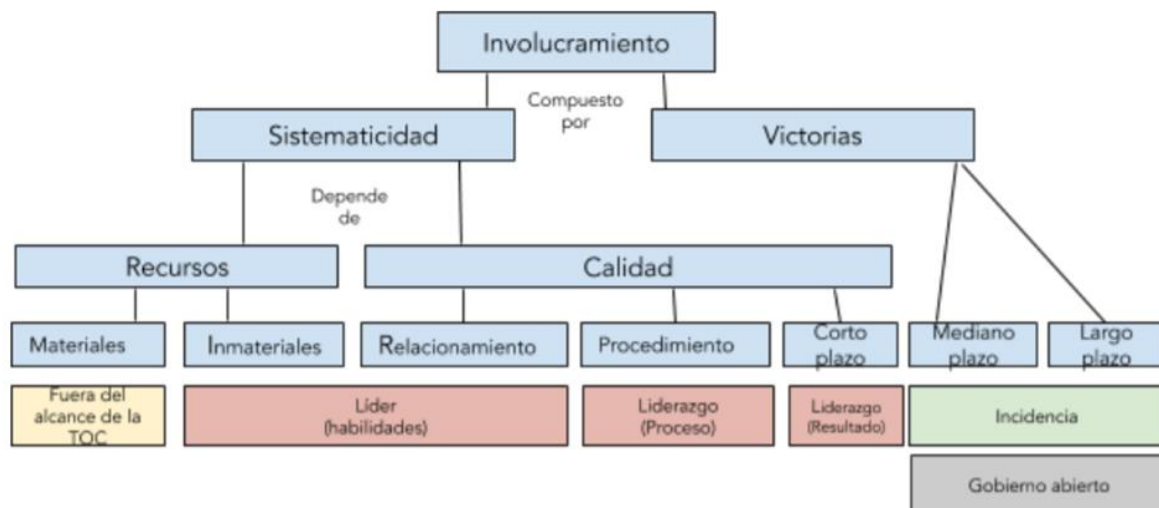 Involucramiento
Compuesto
por
Sistematicidad
Victorias
Depende
de
Recursos
Calidad
Materiales
Inmateriales
Relacionamiento
Procedimiento
Corto
plazo
Mediano
plazo
Largo
plazo
Fuera del
alcance de la
TOC
Líder
(habilidades)
Liderazgo
(Proceso)
Liderazgo
(Resultado)
Incidencia
Gobierno abierto